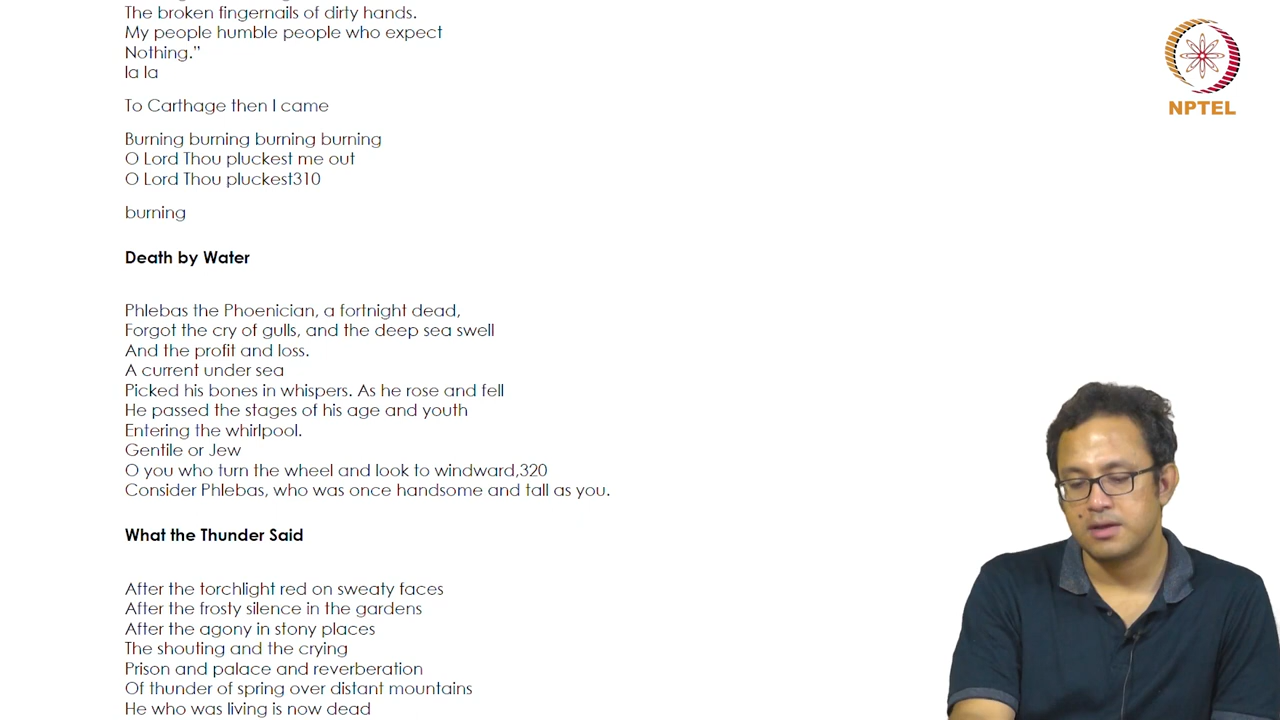 The broken fingernails of dirty hands.
My people humble people who expect
Nothing.”
la la
To Carthage then I came
Burning burning burning burning
O Lord Thou pluckest me out
O Lord Thou pluckest310
burning
Death by Water
Phlebas the Phoenician, a fortnight dead,
Forgot the cry of gulls, and the deep sea swell
And the profit and loss.
A current under sea
Picked his bones in whispers. As he rose and fell
He passed the stages of his age and youth
Entering the whirlpool.
Gentile or Jew
O you who turn the wheel and look to windward,320
Consider Phlebas, who was once handsome and tall as you.
What the Thunder Said
After the torchlight red on sweaty faces
After the frosty silence in the gardens
After the agony in stony places
The shouting and the crying
Prison and palace and reverberation
Of thunder of spring over distant mountains
He who was living is now dead
NPTEL